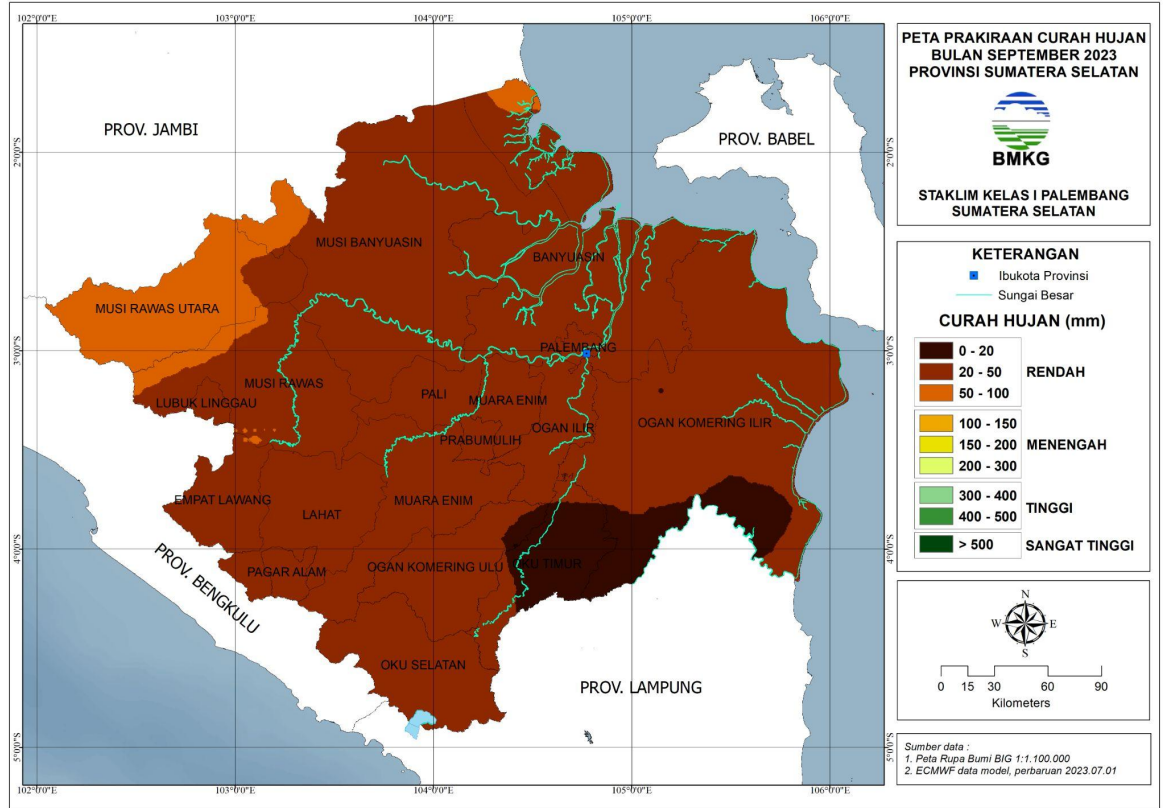 102°0'0"E
103°0'0"E
104°0'0"E
105°0'0"E
106°0'0"E
2°0'0"S
3°0'0"S
4°0'0"S
5°0'0"S
PROV. JAMBI
PROV. BABEL
MUSI BANYUASIN
BANYUASIN
MUSI RAWAS UTARA
PALEMBANG
MUSI RAWAS
LUBUK LINGGAU
PALI
MUARA ENIM
OGAN ILIR
OGAN KOMERING ILIR
PRABUMULIH
EMPAT LAWANG
LAHAT
MUARA ENIM
PAGAR ALAM
OGAN KOMERING ULU
OKU TIMUR
PROV. BENGKULU
OKU SELATAN
PROV. LAMPUNG
2°0'0"S
3°0'0"S
4°0'0"S
5°0'0"S
102°0'0"E
103°0'0"E
104°0'0"E
105°0'0"E
106°0'0"E
PETA PRAKIRAAN CURAH HUJAN
BULAN SEPTEMBER 2023
PROVINSI SUMATERA SELATAN
BMKG
STAKLIM KELAS I PALEMBANG
SUMATERA SELATAN
KETERANGAN
Ibukota Provinsi
Sungai Besar
CURAH HUJAN (mm)
0 - 20
20 - 50 RENDAH
50 - 100
100 - 150
150 - 200 MENENGAH
200 - 300
300 - 400
TINGGI
400 - 500
> 500 SANGAT TINGGI
N
W E
S
0 15 30 60 90
Kilometers
Sumber data :
1. Peta Rupa Bumi BIG 1:1.100.000
2. ECMWF data model, perbaruan 2023.07.01